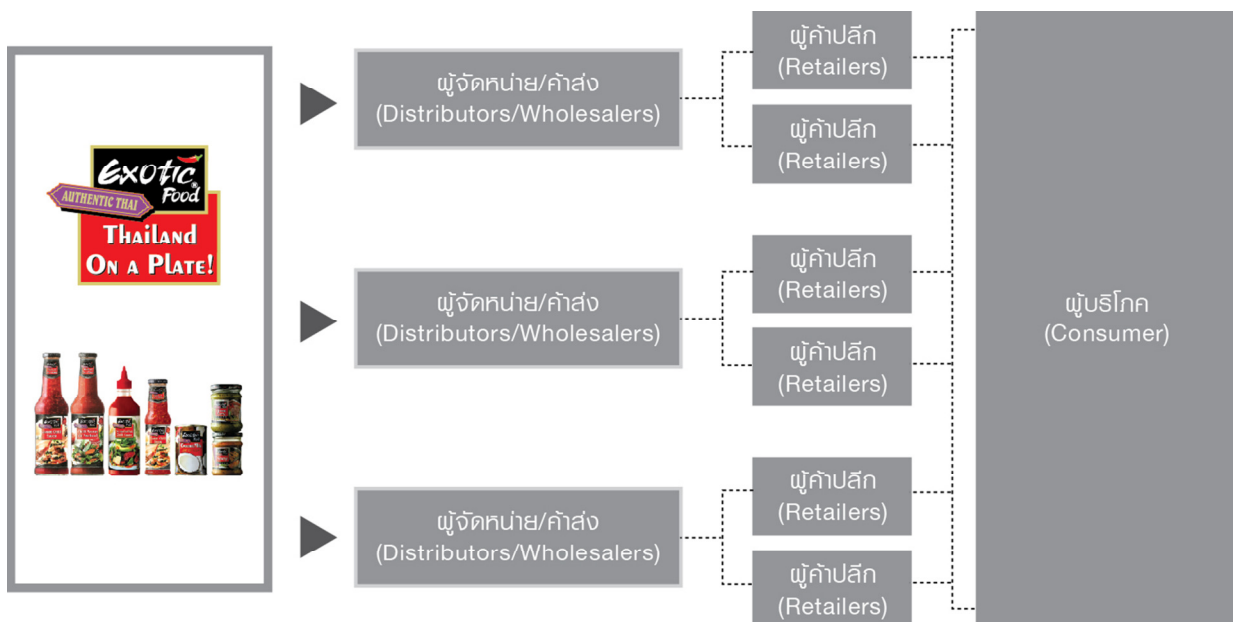 Exotic
Food®
AUTHENTIC THAI
THAILAND
ON A PLATE!
ผู้จัดหน่าย/ค้าส่ง
(Distributors/Wholesalers)
ผู้ค้าปลีก
(Retailers)
ผู้ค้าปลีก
(Retailers)
ผู้จัดหน่าย/ค้าส่ง
(Distributors/Wholesalers)
ผู้ค้าปลีก
(Retailers)
ผู้ค้าปลีก
(Retailers)
ผู้จัดหน่าย/ค้าส่ง
(Distributors/Wholesalers)
ผู้ค้าปลีก
(Retailers)
ผู้ค้าปลีก
(Retailers)
ผู้บริโภค
(Consumer)